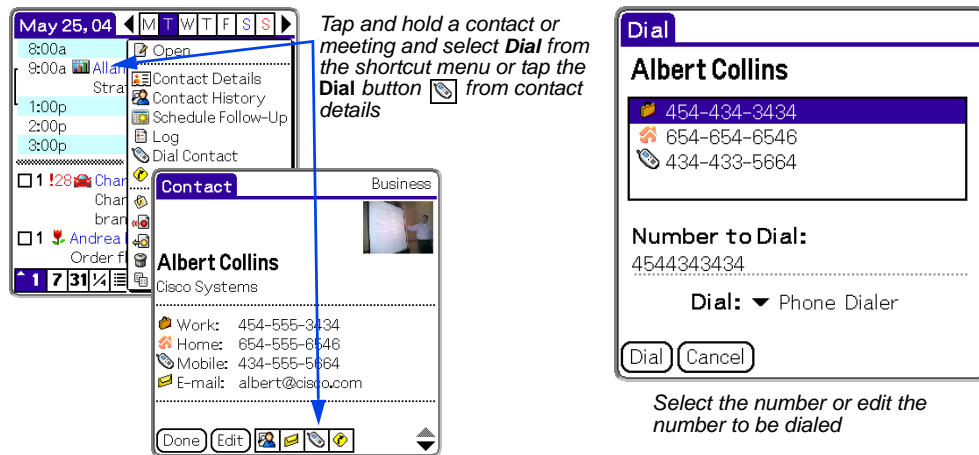 May 25, 04 M T W T F S S
8:00a
9:00a Allan
Stra
1:00p
2:00p
3:00p
1 !28 Char
Char
bran
1 Andrea
Order fl
1 7 31
Open
Contact Details
Contact History
Schedule Follow-Up
Log
Dial Contact
Tap and hold a contact or
meeting and select Dial from
the shortcut menu or tap the
Dial button from contact
details
Contact Business
Albert Collins
Cisco Systems
Work: 454-555-3434
Home: 654-555-6546
Mobile: 434-555-5664
E-mail: albert@cisco.com
Done Edit
Dial
Albert Collins
454-434-3434
654-654-6546
434-433-5664
Number to Dial:
4544343434
Dial: Phone Dialer
Dial Cancel
Select the number or edit the
number to be dialed